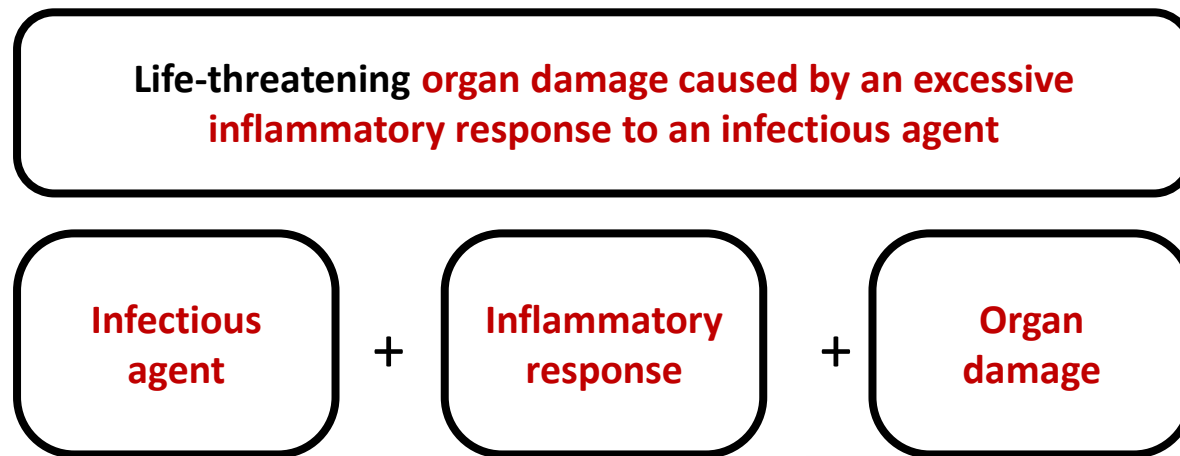 Life-threatening organ damage caused by an excessive
inflammatory response to an infectious agent
Infectious
agent
+
Inflammatory
response
+
Organ
damage